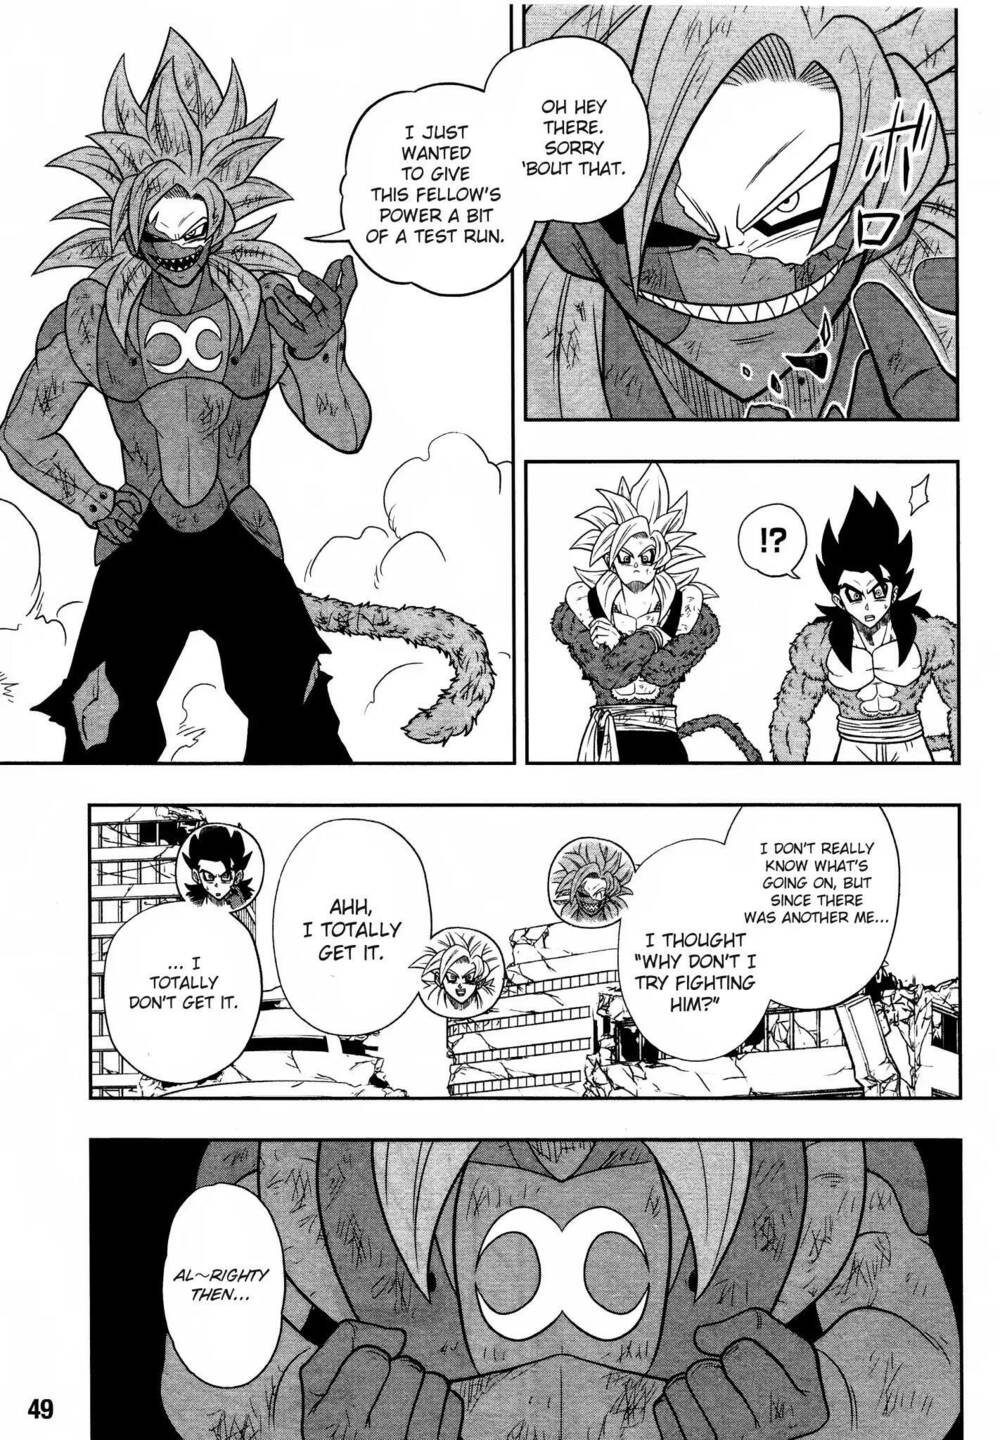 OH HEY
THERE.
SORRY
'BOUT THAT.
I JUST
WANTED
TO GIVE
THIS FELLOW'S
POWER A BIT
OF A TEST RUN.
ボロ
!?
I DON'T REALLY
KNOW WHAT'S
GOING ON, BUT
SINCE THERE
WAS ANOTHER ME...
I THOUGHT
"WHY DON'T I
TRY FIGHTING
HIM?"
AHH,
I TOTALLY
GET IT.
... I
TOTALLY
DON'T GET IT.
AL~RIGHTY
THEN...
49